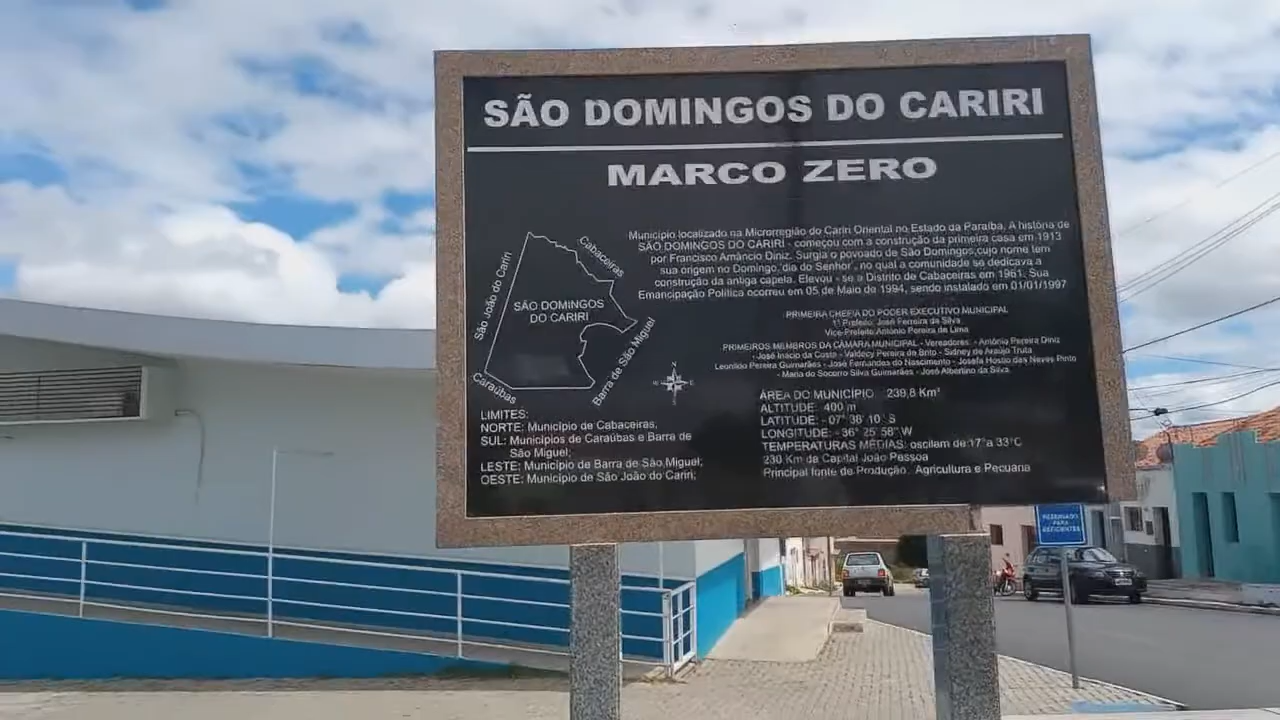 SÃO DOMINGOS DO CARIRI
MARCO ZERO
Município localizado na Microrregião do Cariri Oriental no Estado da Paraíba. A história de
SÃO DOMINGOS DO CARIRI - começou com a construção da primeira casa em 1913
por Francisco Amâncio Diniz. Surgia o povoado de São Domingos,cujo nome tem
sua origem no Domingo, dia do Senhor, no qual a comunidade se dedicava a
construção da antiga capela. Elevou - se a Distrito de Cabaceiras em 1961. Sua
Emancipação Política ocorreu em 05 de Maio de 1994, sendo instalado em 01/01/1997
PRIMEIRA CHEFIA DO PODER EXECUTIVO MUNICIPAL
1º Prefeito: José Ferreira da Silva
Vice-Prefeito:Antônio Pereira de Lima
PRIMEIROS MEMBROS DA CÂMARA MUNICIPAL - Vereadores: - Antônio Pereira Diniz
- José Inácio da Costa - Valdecy Pereira de Brito - Sidney de Araújo Truta
Leonildo Pereira Guimarães - José Fernandes do Nascimento - Josefa das Neves Pinto
- Maria do Socorro Silva Guimarães - José Albertino da Silva
São João do Cariri
Cabaceiras
SÃO DOMINGOS
DO CARIRI
Barra de São Miguel
Caraúbas
N
W
E
S
LIMITES:
NORTE: Município de Cabaceiras,
SUL: Municípios de Caraúbas e Barra de
São Miguel;
LESTE: Município de Barra de São Miguel;
OESTE: Município de São João do Cariri;
ÁREA DO MUNICÍPIO: 239,8 Km²
ALTITUDE: 400 m
LATITUDE: - 07° 38' 10'' S
LONGITUDE: - 36° 25' 58'' W
TEMPERATURAS MÉDIAS: oscilam de 17° a 33°C
230 Km da Capital João Pessoa
Principal fonte de Produção: Agricultura e Pecuária
RESERVADO
PARA
DEFICIENTES